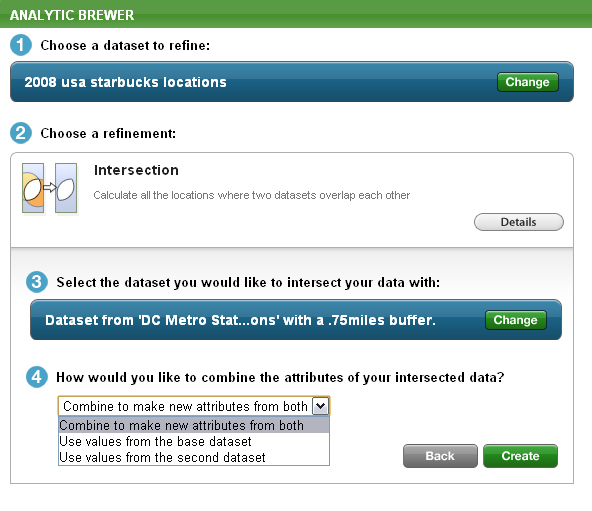 ANALYTIC BREWER
1 Choose a dataset to refine:
2008 usa starbucks locations
Change
2 Choose a refinement:
Intersection
Calculate all the locations where two datasets overlap each other
Details
3 Select the dataset you would like to intersect your data with:
Dataset from 'DC Metro Stat...ons' with a .75miles buffer.
Change
4 How would you like to combine the attributes of your intersected data?
Combine to make new attributes from both
Combine to make new attributes from both
Use values from the base dataset
Use values from the second dataset
Back
Create